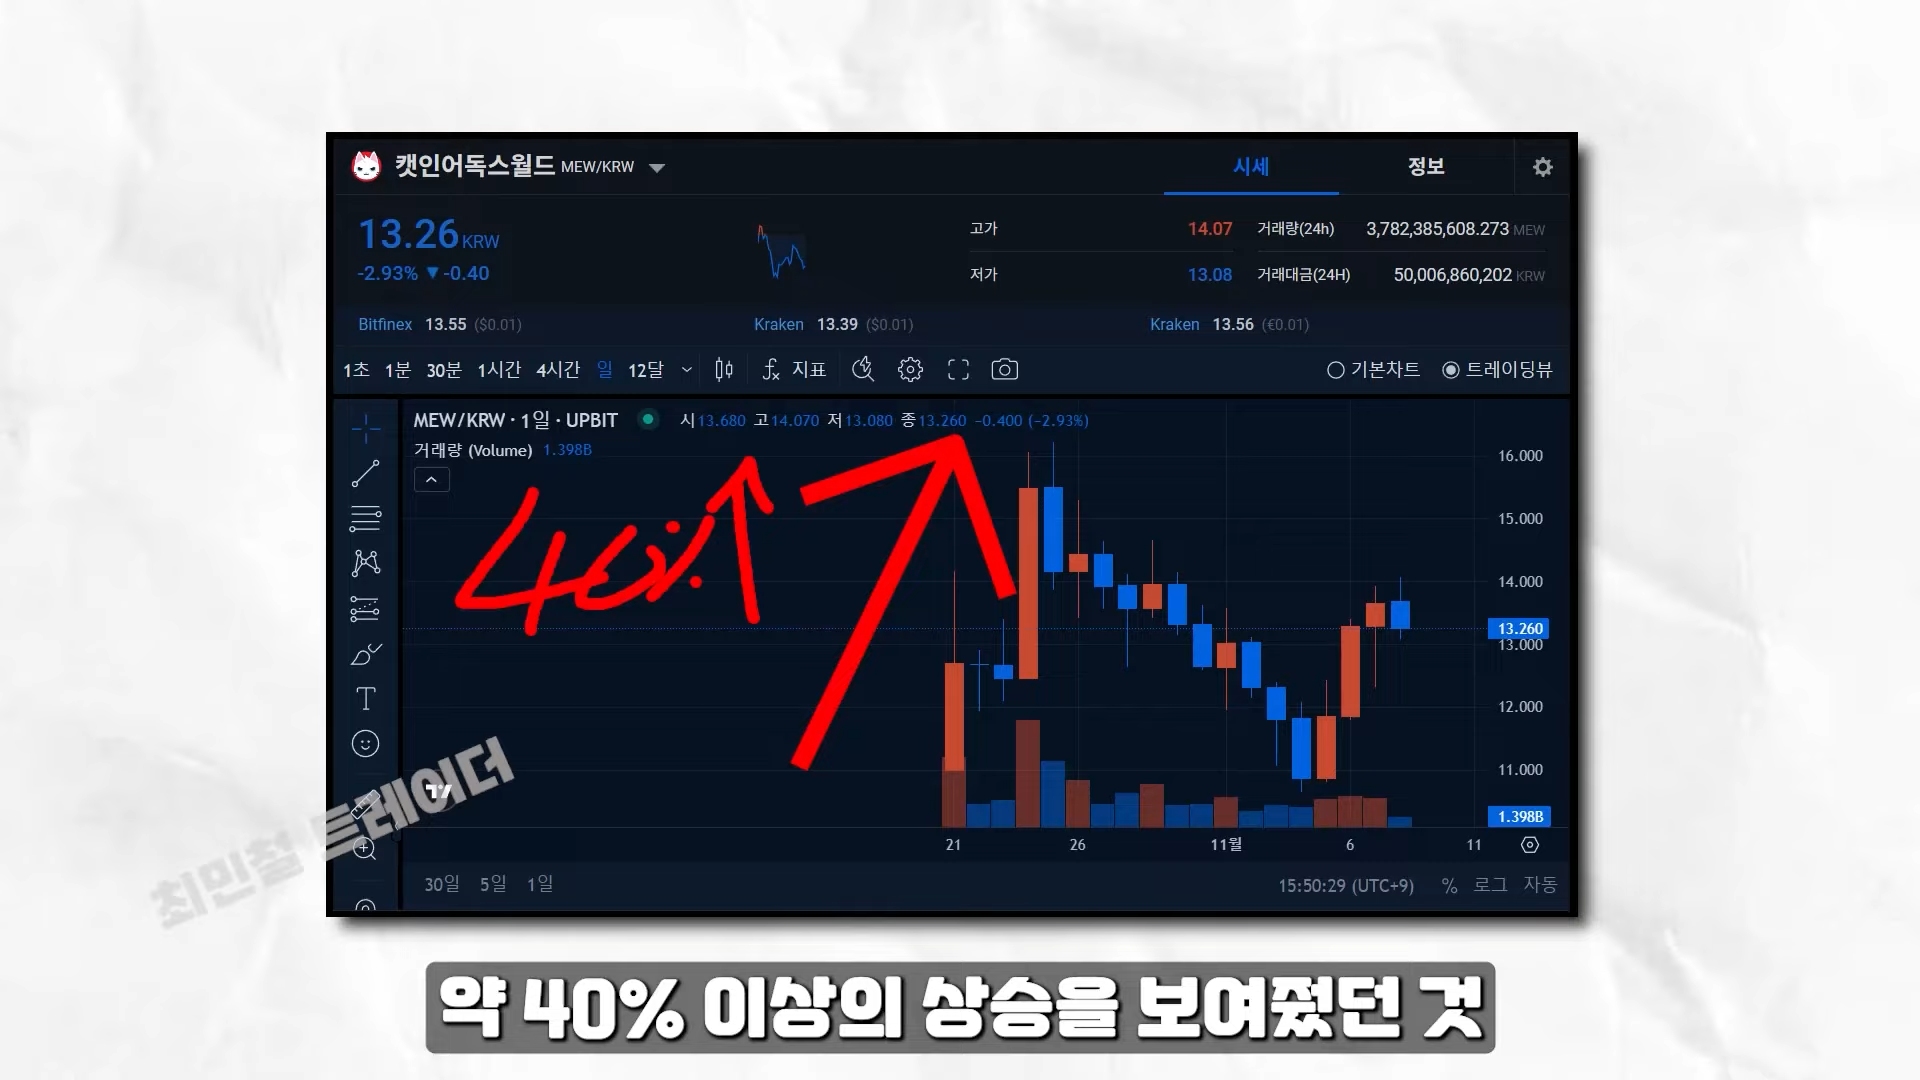 캣인어독스월드 MEW/KRW
시세 정보
13.26 KRW
-2.93% ▼ -0.40
고가 14.07 거래량(24h) 3,782,385,608.273 MEW
저가 13.08 거래대금(24H) 50,006,860,202 KRW
Bitfinex 13.55 ($0.01) Kraken 13.39 ($0.01) Kraken 13.56 (€0.01)
1초 1분 30분 1시간 4시간 일 12달 지표 기본차트 트레이딩뷰
MEW/KRW · 1일 · UPBIT 시13.680 고14.070 저13.080 종13.260 -0.400 (-2.93%)
거래량 (Volume) 1.398B
40% ↑
16.000
15.000
14.000
13.260
13.000
12.000
11.000
1.398B
21 26 11월 6 11
30일 5일 1일 15:50:29 (UTC+9) % 로그 자동
최민철 트레이더
약 40% 이상의 상승을 보여줬던 것